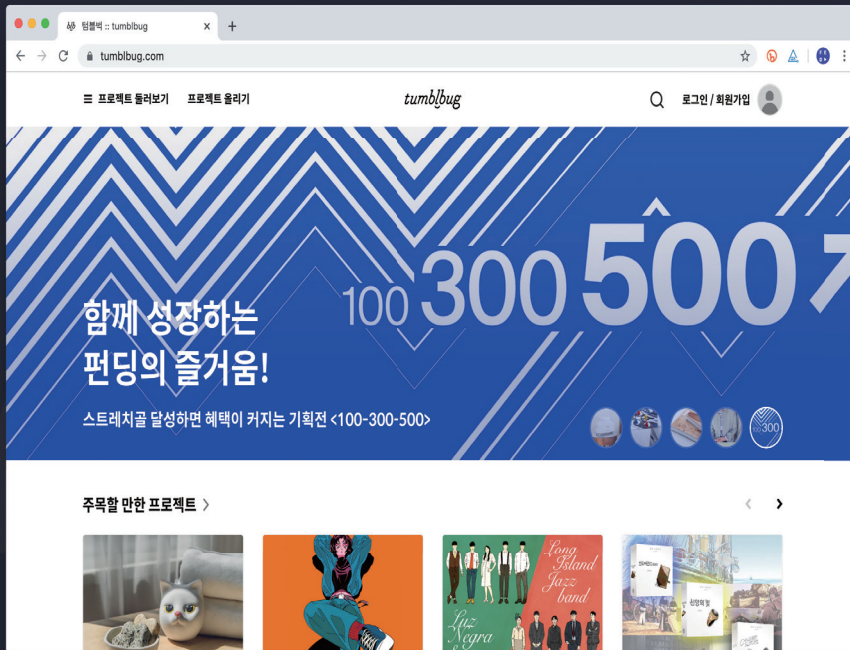 텀블벅 :: tumblbug
tumblbug.com
프로젝트 둘러보기
프로젝트 올리기
tumblbug
로그인 / 회원가입
100 300 500
함께 성장하는
펀딩의 즐거움!
스트레치골 달성하면 혜택이 커지는 기획전 <100-300-500>
300
주목할 만한 프로젝트 >
Long
Island
Jazz
band
Luz
Negra